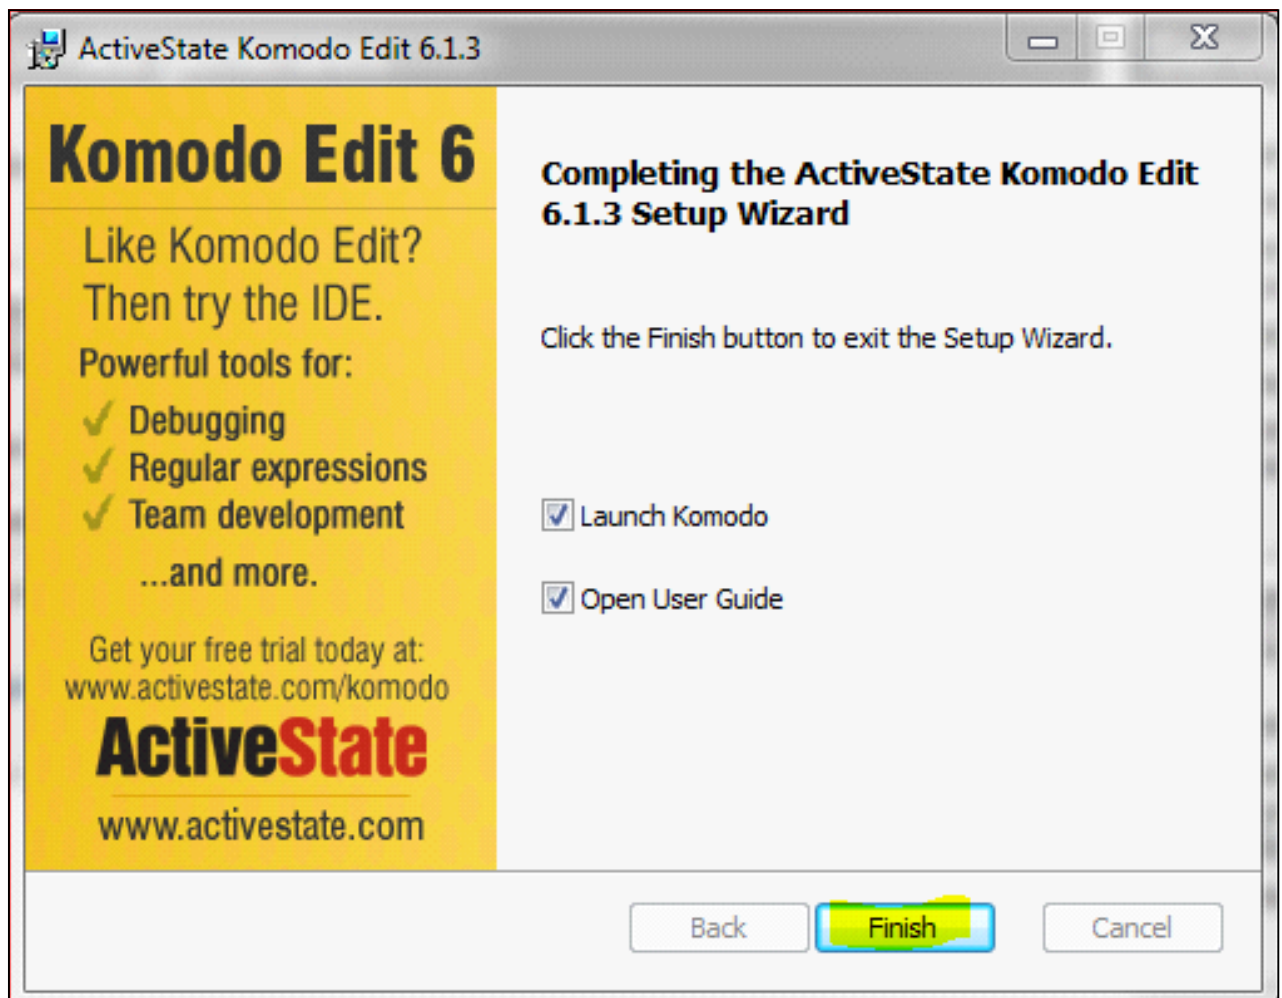 ActiveState Komodo Edit 6.1.3
Komodo Edit 6
Like Komodo Edit?
Then try the IDE.
Powerful tools for:
Debugging
Regular expressions
Team development
...and more.
Get your free trial today at:
www.activestate.com/komodo
ActiveState
www.activestate.com
Completing the ActiveState Komodo Edit
6.1.3 Setup Wizard
Click the Finish button to exit the Setup Wizard.
Launch Komodo
Open User Guide
Back
Finish
Cancel